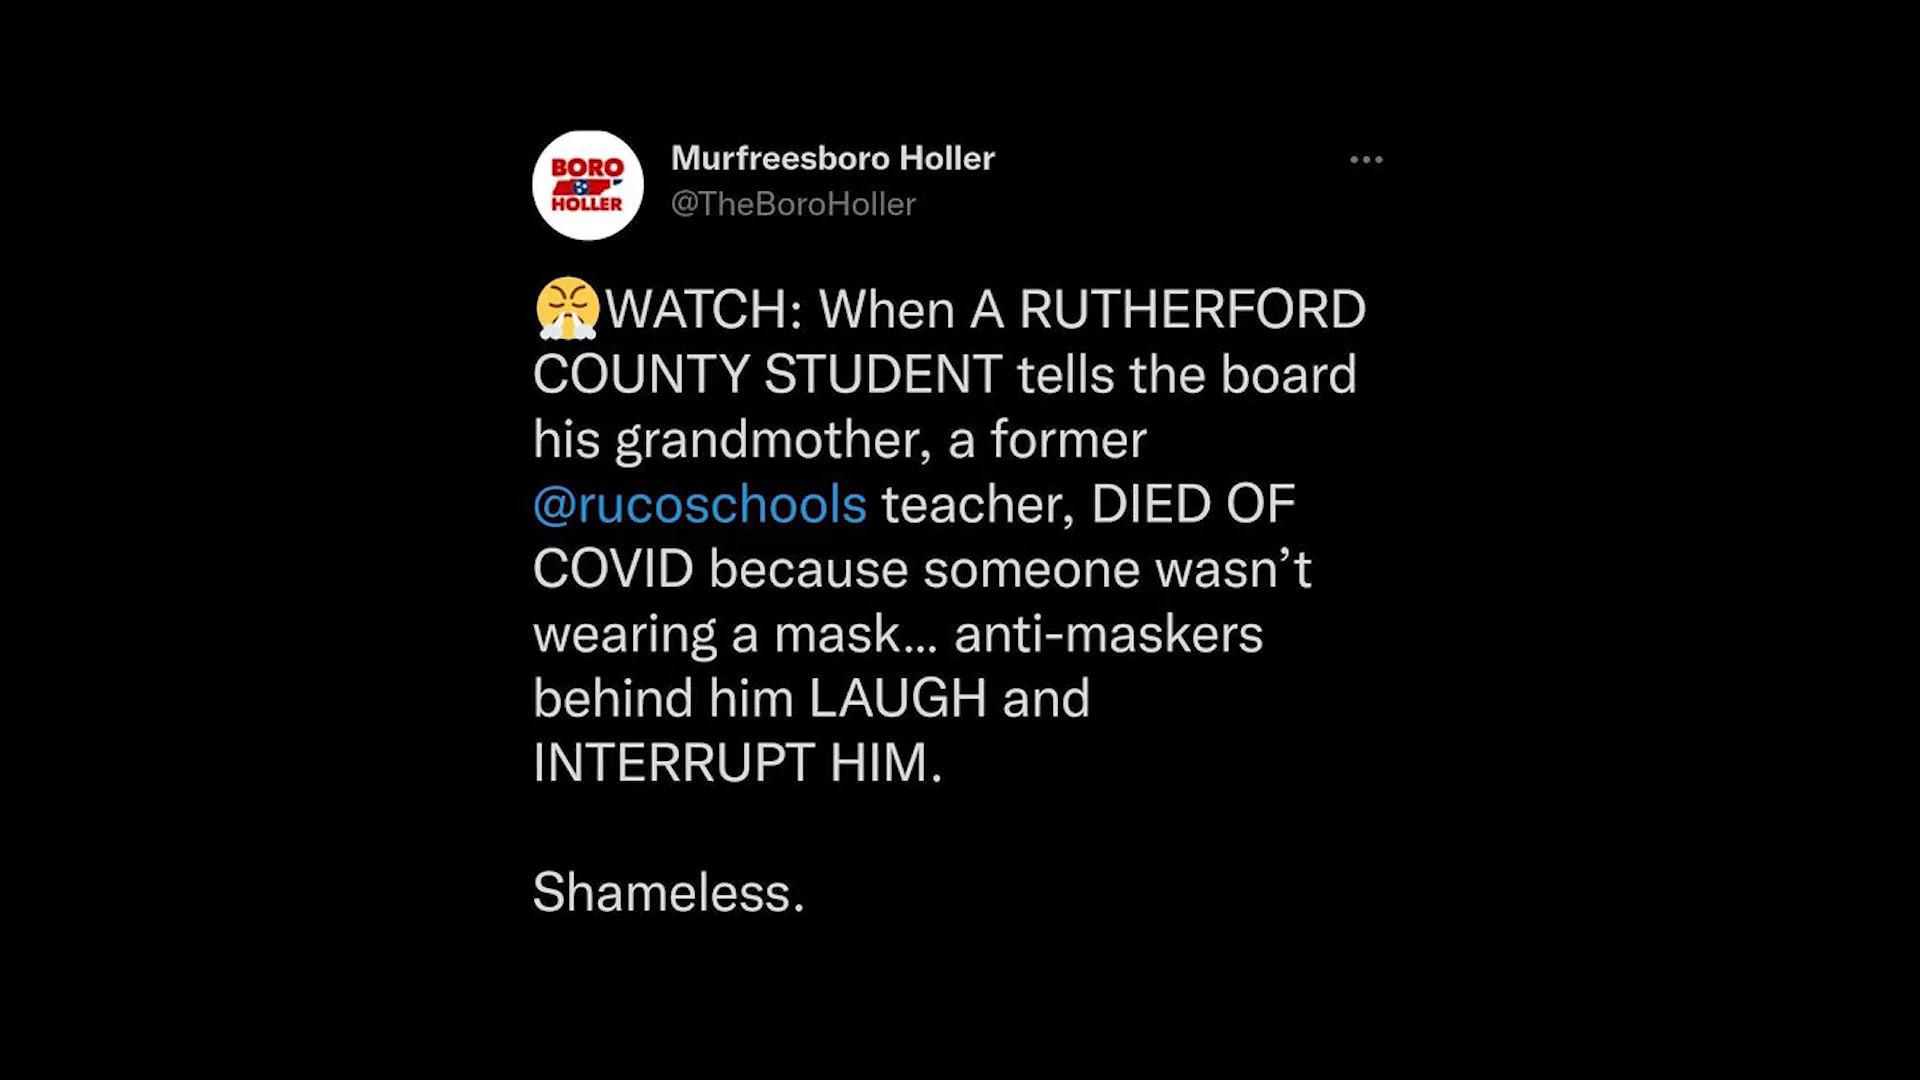 BORO
HOLLER
Murfreesboro Holler
@TheBoroHoller
😤WATCH: When A RUTHERFORD
COUNTY STUDENT tells the board
his grandmother, a former
@rucoschools teacher, DIED OF
COVID because someone wasn’t
wearing a mask... anti-maskers
behind him LAUGH and
INTERRUPT HIM.
Shameless.